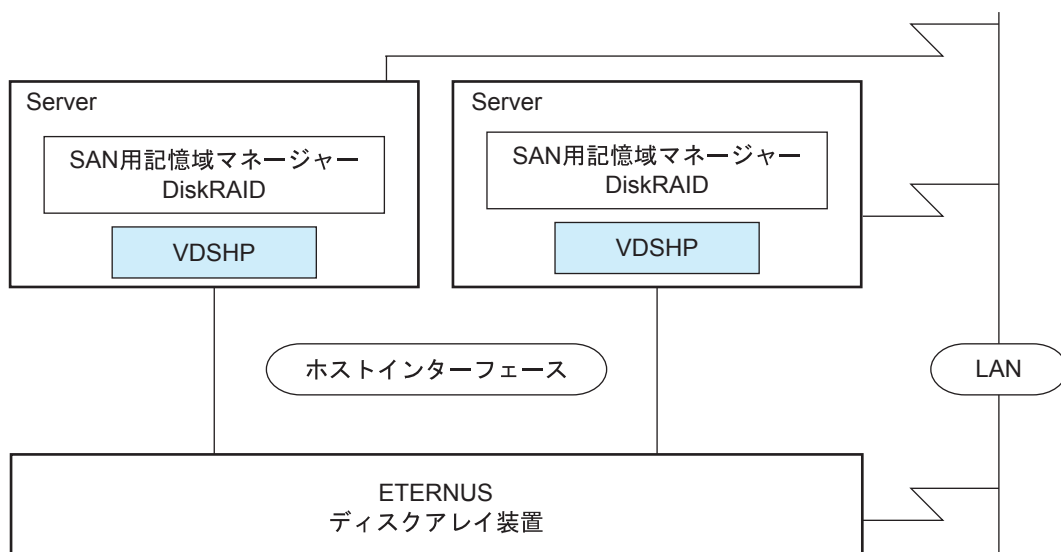 Server
SAN用記憶域マネージャー
DiskRAID
VDSHP
Server
SAN用記憶域マネージャー
DiskRAID
VDSHP
ホストインターフェース
LAN
ETERNUS
ディスクアレイ装置